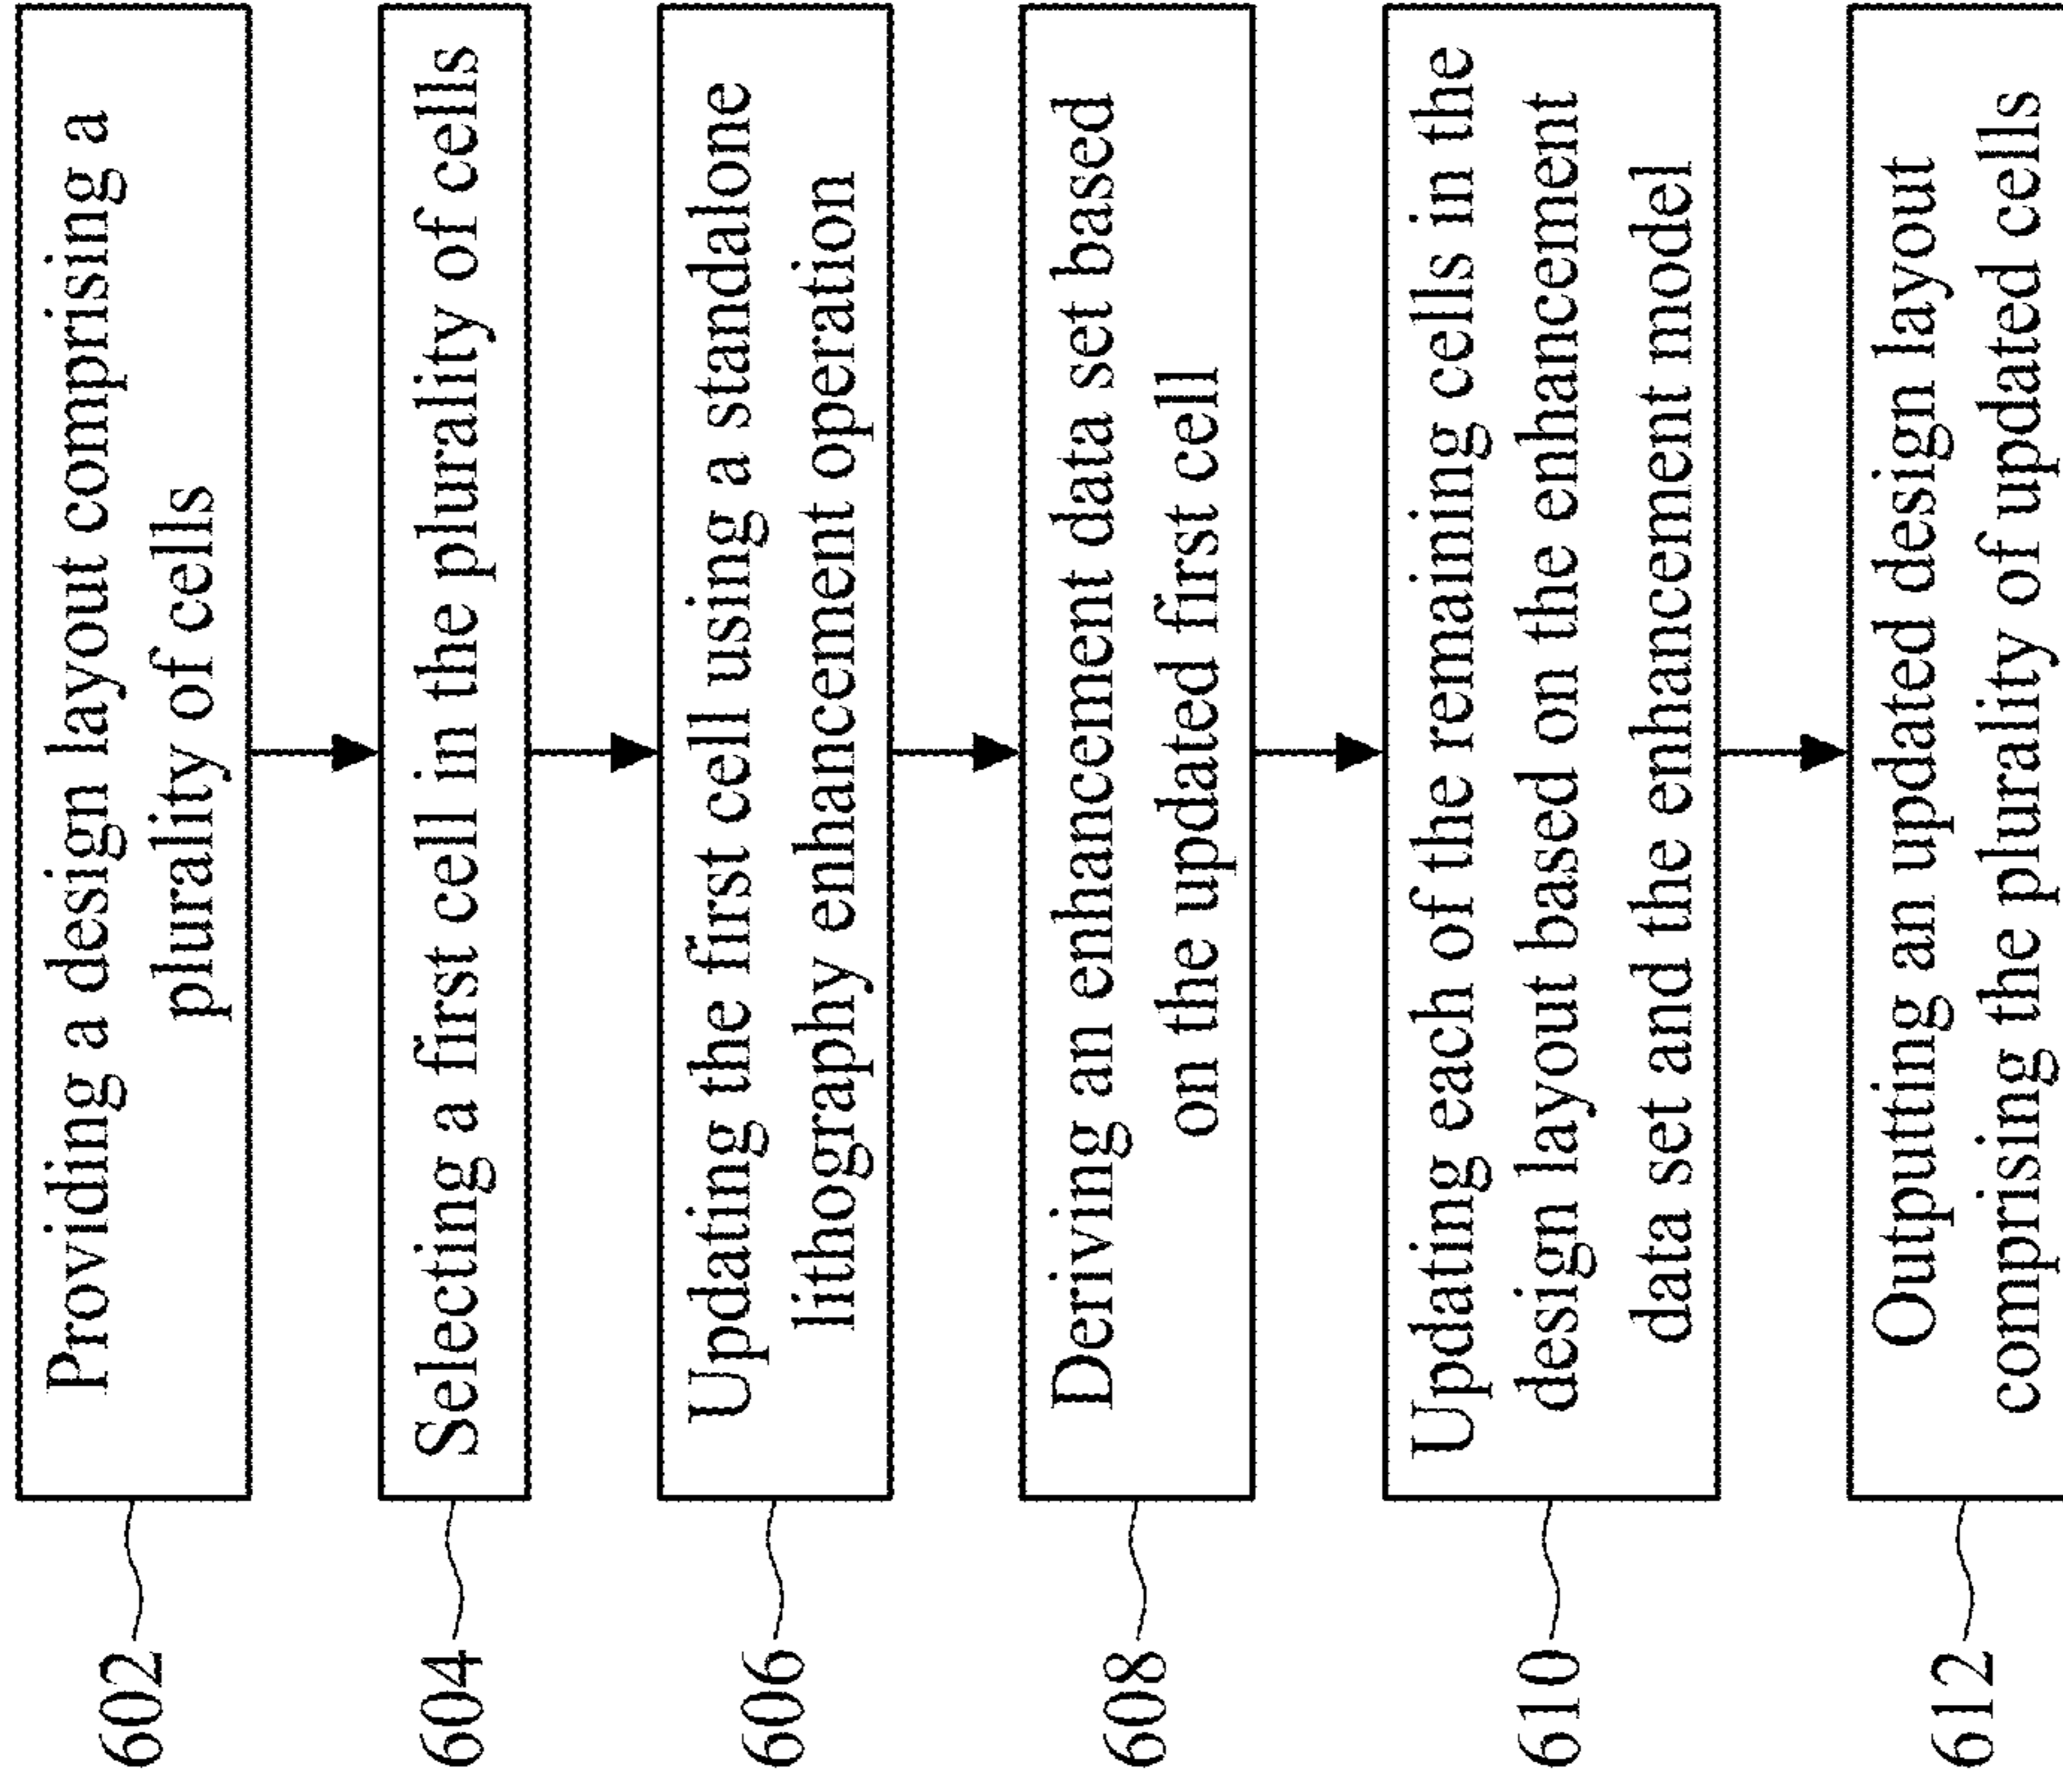 602
Providing a design layout comprising a
plurality of cells
604
Selecting a first cell in the plurality of cells
606
Updating the first cell using a standalone
lithography enhancement operation
608
Deriving an enhancement data set based
on the updated first cell
610
Updating each of the remaining cells in the
design layout based on the enhancement
data set and the enhancement model
612
Outputting an updated design layout
comprising the plurality of updated cells